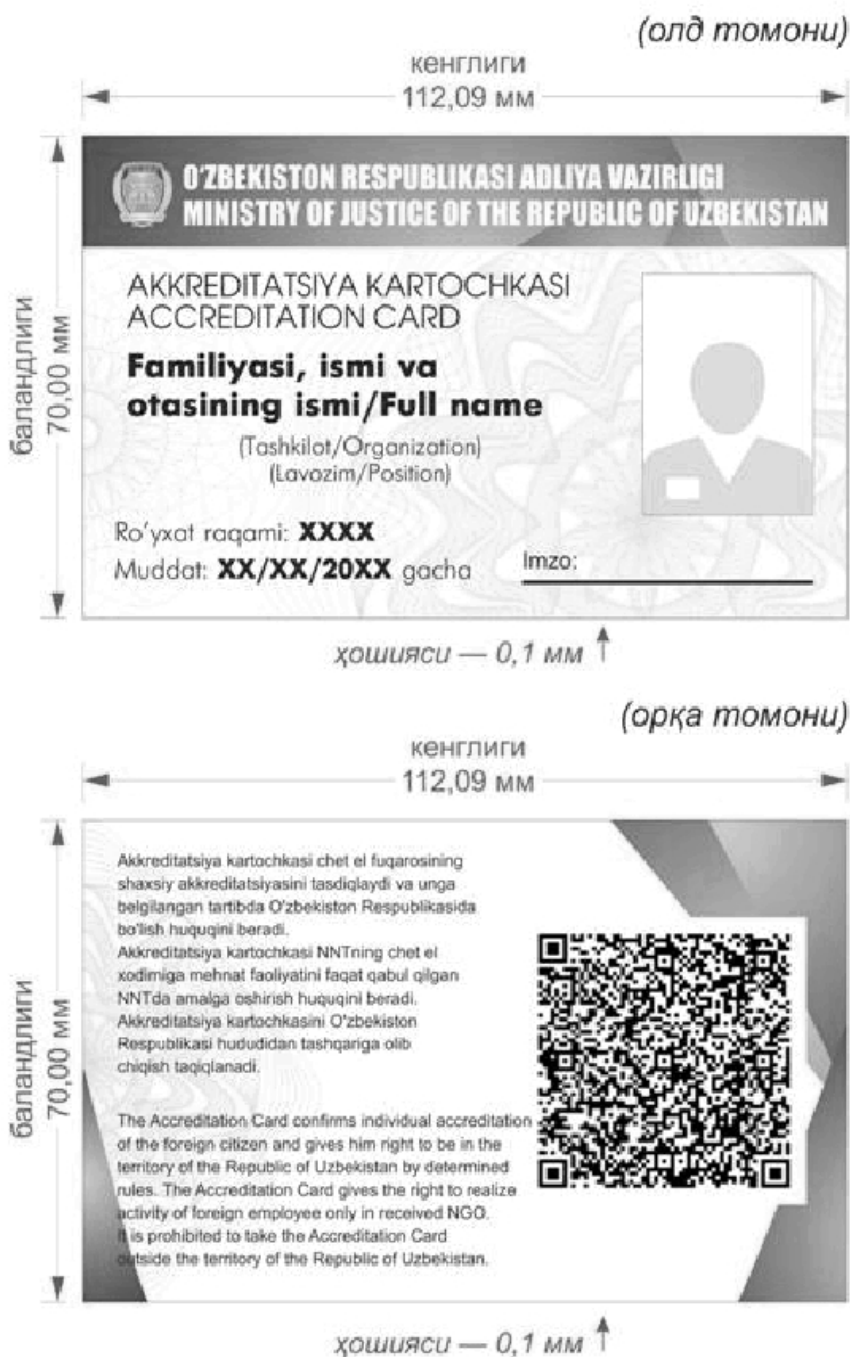 (олд томони)
кенглиги
112,09 мм
баландлиги
70,00 мм
O'ZBEKISTON RESPUBLIKASI ADLIYA VAZIRLIGI
MINISTRY OF JUSTICE OF THE REPUBLIC OF UZBEKISTAN
AKKREDITATSIYA KARTOCHKASI
ACCREDITATION CARD
Familiyasi, ismi va
otasining ismi/Full name
(Tashkilot/Organization)
(Lavozim/Position)
Ro'yxat raqami: XXXX
Muddat: XX/XX/20XX gacha
Imzo:
ҳошияси — 0,1 мм
(орқа томони)
кенглиги
112,09 мм
баландлиги
70,00 мм
Akkreditatsiya kartochkasi chet el fuqarosining
shaxsiy akkreditatsiyasini tasdiqlaydi va unga
belgilangan tartibda O'zbekiston Respublikasida
bo'lish huquqini beradi.
Akkreditatsiya kartochkasi NNTning chet el
xodimiga mehnat faoliyatini faqat qabul qilgan
NNTda amalga oshirish huquqini beradi.
Akkreditatsiya kartochkasini O'zbekiston
Respublikasi hududidan tashqariga olib
chiqish taqiqlanadi.
The Accreditation Card confirms individual accreditation
of the foreign citizen and gives him right to be in the
territory of the Republic of Uzbekistan by determined
rules. The Accreditation Card gives the right to realize
activity of foreign employee only in received NGO.
It is prohibited to take the Accreditation Card
outside the territory of the Republic of Uzbekistan.
ҳошияси — 0,1 мм